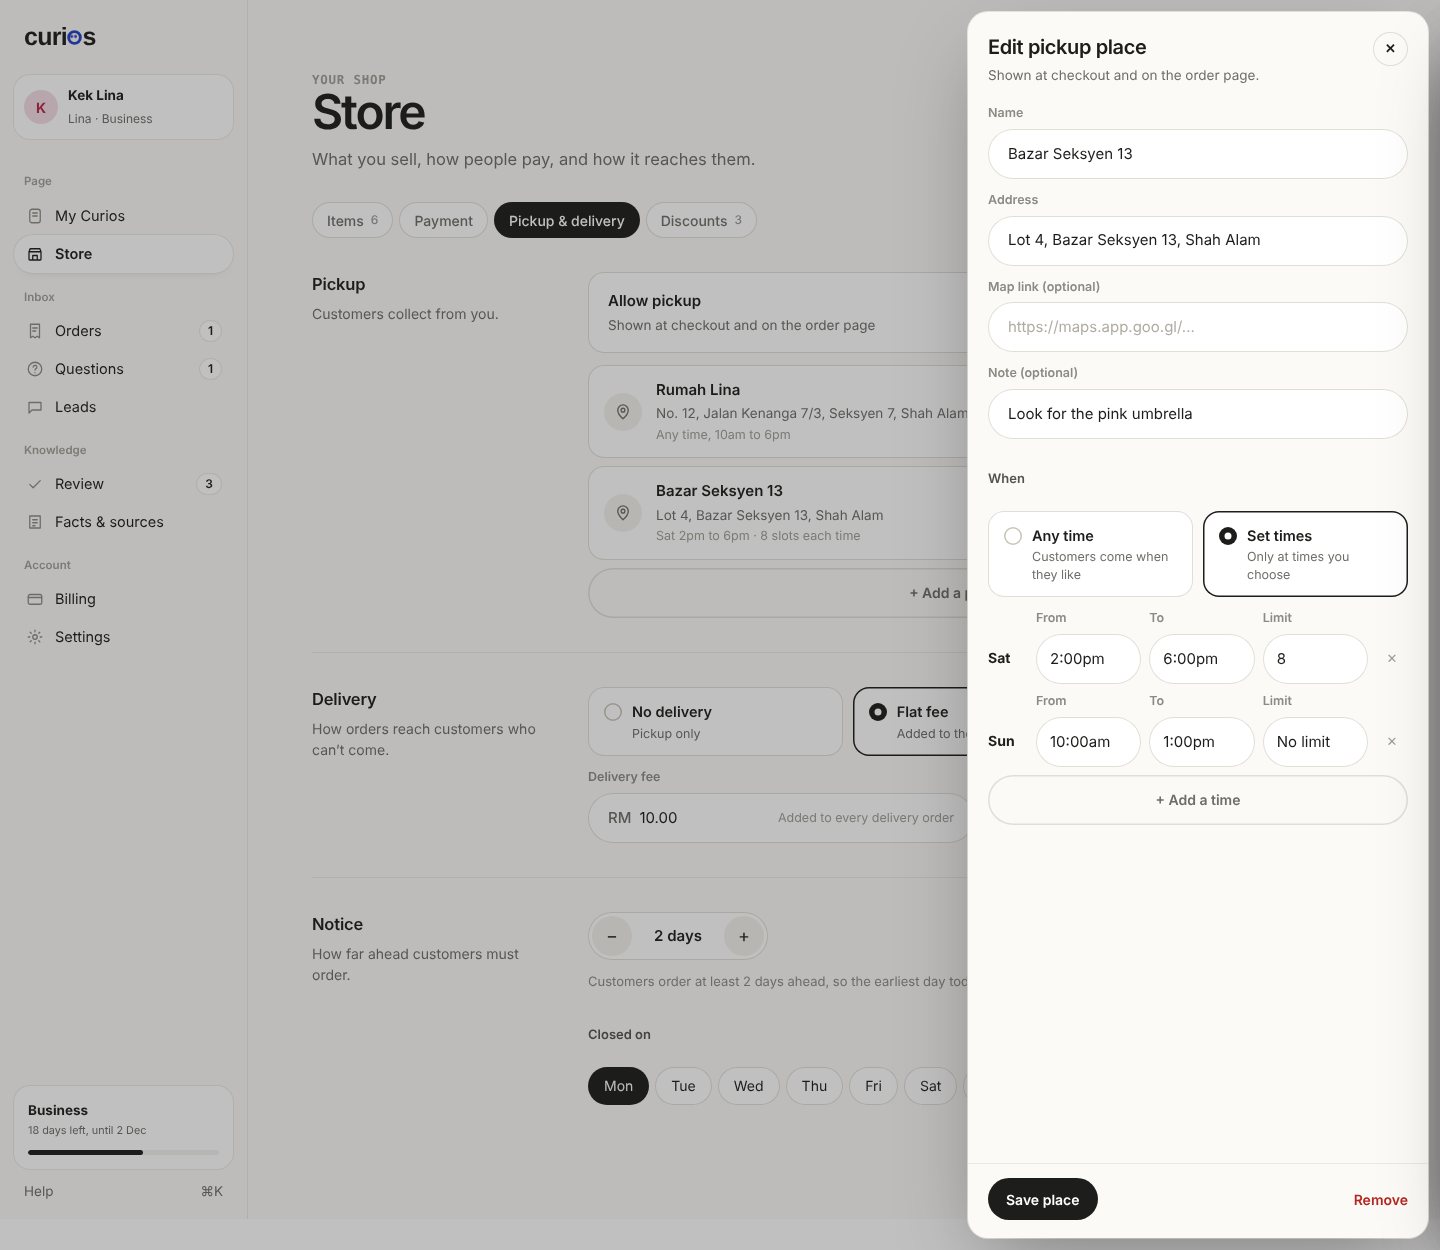 curios
K
Kek Lina
Lina · Business
Page
My Curios
Store
Inbox
Orders 1
Questions 1
Leads
Knowledge
Review 3
Facts & sources
Account
Billing
Settings
Business
18 days left, until 2 Dec
Help ⌘K
YOUR SHOP
Store
What you sell, how people pay, and how it reaches them.
Items 6
Payment
Pickup & delivery
Discounts 3
Pickup
Customers collect from you.
Allow pickup
Shown at checkout and on the order page
Rumah Lina
No. 12, Jalan Kenanga 7/3, Seksyen 7, Shah Alam
Any time, 10am to 6pm
Bazar Seksyen 13
Lot 4, Bazar Seksyen 13, Shah Alam
Sat 2pm to 6pm · 8 slots each time
+ Add a
Delivery
How orders reach customers who
can't come.
No delivery
Pickup only
Flat fee
Added to
Delivery fee
RM 10.00
Added to every delivery order
Notice
How far ahead customers must
order.
− 2 days +
Customers order at least 2 days ahead, so the earliest day
Closed on
Mon Tue Wed Thu Fri Sat
Edit pickup place
×
Shown at checkout and on the order page.
Name
Bazar Seksyen 13
Address
Lot 4, Bazar Seksyen 13, Shah Alam
Map link (optional)
https://maps.app.goo.gl/...
Note (optional)
Look for the pink umbrella
When
Any time
Customers come when
they like
Set times
Only at times you
choose
From To Limit
Sat 2:00pm 6:00pm 8 ×
From To Limit
Sun 10:00am 1:00pm No limit ×
+ Add a time
Save place
Remove